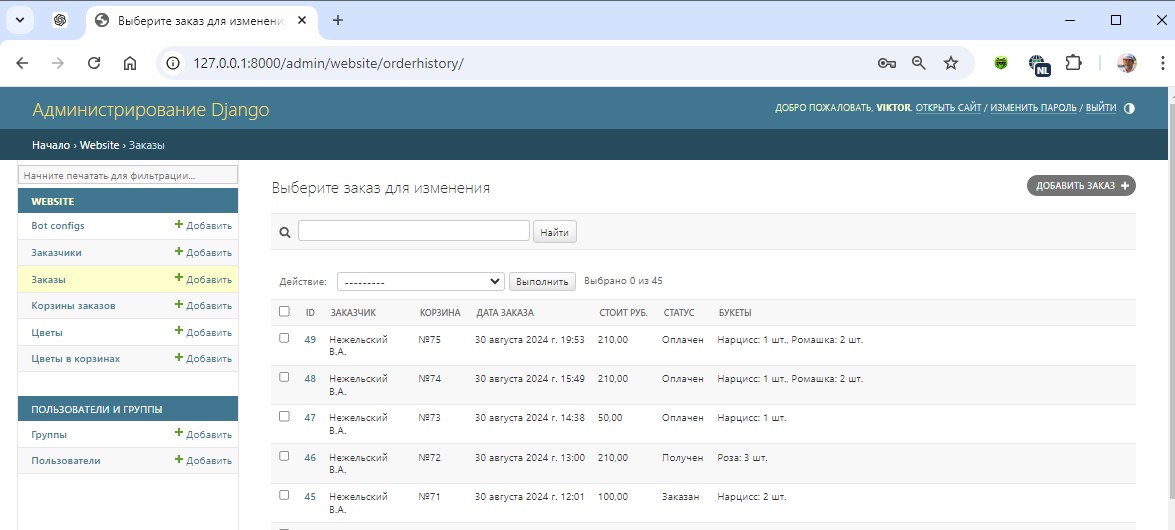 Выберите заказ для изменени
127.0.0.1:8000/admin/website/orderhistory/
NL
Администрирование Django
ДОБРО ПОЖАЛОВАТЬ, VIKTOR. ОТКРЫТЬ САЙТ / ИЗМЕНИТЬ ПАРОЛЬ / ВЫЙТИ
Начало › Website › Заказы
Начните печатать для фильтрации...
WEBSITE
Bot configs + Добавить
Заказчики + Добавить
Заказы + Добавить
Корзины заказов + Добавить
Цветы + Добавить
Цветы в корзинах + Добавить
ПОЛЬЗОВАТЕЛИ И ГРУППЫ
Группы + Добавить
Пользователи + Добавить
Выберите заказ для изменения
ДОБАВИТЬ ЗАКАЗ +
Найти
Действие: --------- Выполнить Выбрано 0 из 45
ID ЗАКАЗЧИК КОРЗИНА ДАТА ЗАКАЗА СТОИТ РУБ. СТАТУС БУКЕТЫ
49 Нежельский №75 30 августа 2024 г. 19:53 210,00 Оплачен Нарцисс: 1 шт., Ромашка: 2 шт.
В.А.
48 Нежельский №74 30 августа 2024 г. 15:49 210,00 Оплачен Нарцисс: 1 шт., Ромашка: 2 шт.
В.А.
47 Нежельский №73 30 августа 2024 г. 14:38 50,00 Оплачен Нарцисс: 1 шт.
В.А.
46 Нежельский №72 30 августа 2024 г. 13:00 210,00 Получен Роза: 3 шт.
В.А.
45 Нежельский №71 30 августа 2024 г. 12:01 100,00 Заказан Нарцисс: 2 шт.
В.А.